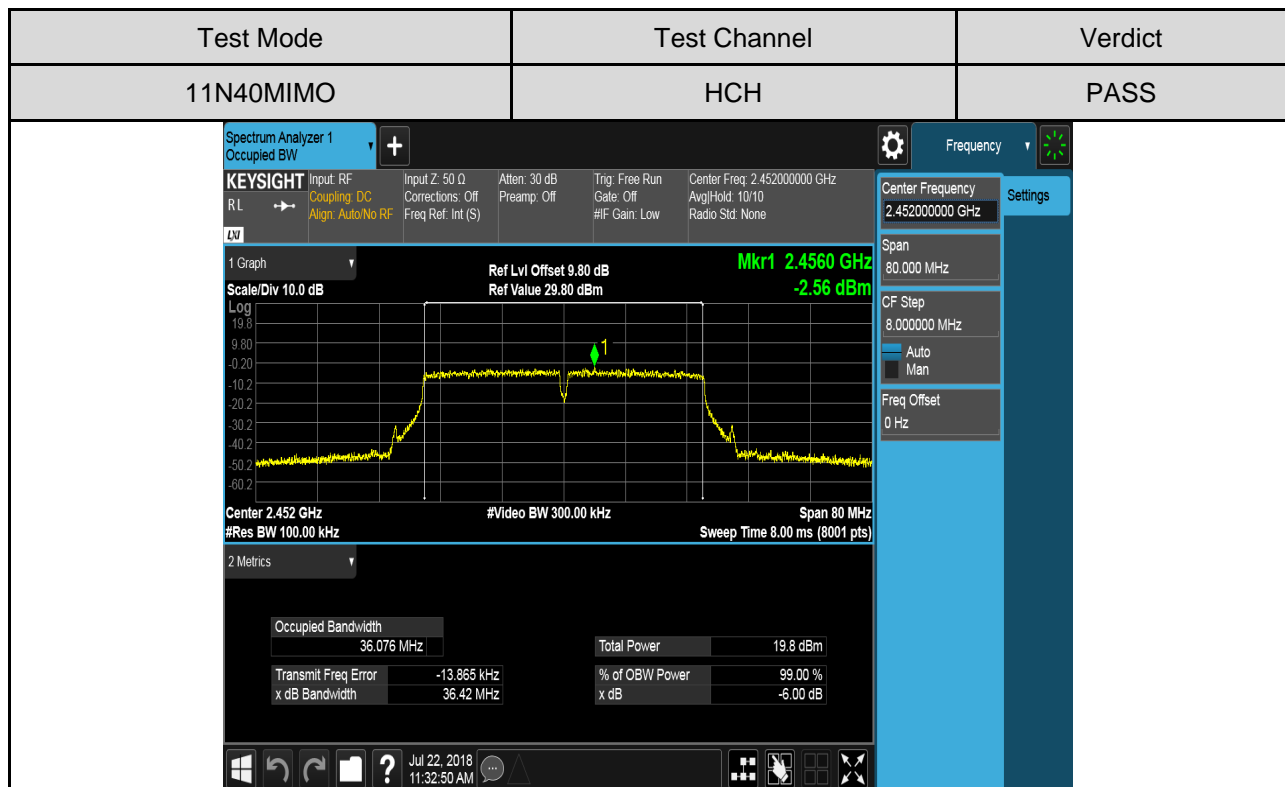 Test Mode Test Channel Verdict
11N40MIMO HCH PASS
Spectrum Analyzer 1
Occupied BW
Frequency
KEYSIGHT Input: RF Input Z: 50 Ω Atten: 30 dB Trig: Free Run Center Freq: 2.452000000 GHz
RL Coupling: DC Corrections: Off Preamp: Off Gate: Off Avg|Hold: 10/10
Align: Auto/No RF Freq Ref: Int (S) #IF Gain: Low Radio Std: None
LXI
Center Frequency
2.452000000 GHz
Settings
Span
80.000 MHz
CF Step
8.000000 MHz
Auto
Man
Freq Offset
0 Hz
1 Graph Ref Lvl Offset 9.80 dB Mkr1 2.4560 GHz
Scale/Div 10.0 dB Ref Value 29.80 dBm -2.56 dBm
Log
19.8
9.80
-0.20
-10.2
-20.2
-30.2
-40.2
-50.2
-60.2
1
Center 2.452 GHz #Video BW 300.00 kHz Span 80 MHz
#Res BW 100.00 kHz Sweep Time 8.00 ms (8001 pts)
2 Metrics
Occupied Bandwidth
36.076 MHz Total Power 19.8 dBm
Transmit Freq Error -13.865 kHz % of OBW Power 99.00 %
x dB Bandwidth 36.42 MHz x dB -6.00 dB
Jul 22, 2018
11:32:50 AM